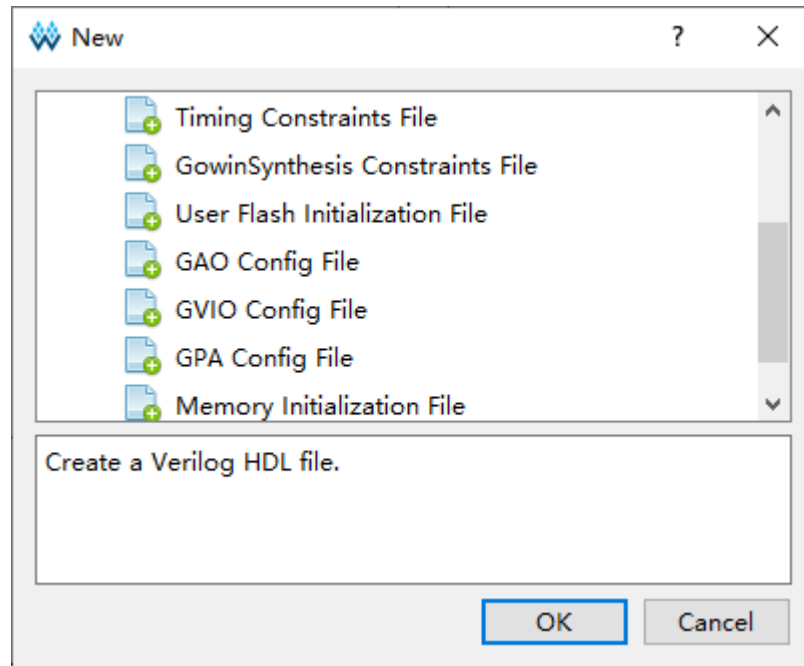 New
?
Timing Constraints File
GowinSynthesis Constraints File
User Flash Initialization File
GAO Config File
GVIO Config File
GPA Config File
Memory Initialization File
Create a Verilog HDL file.
OK
Cancel